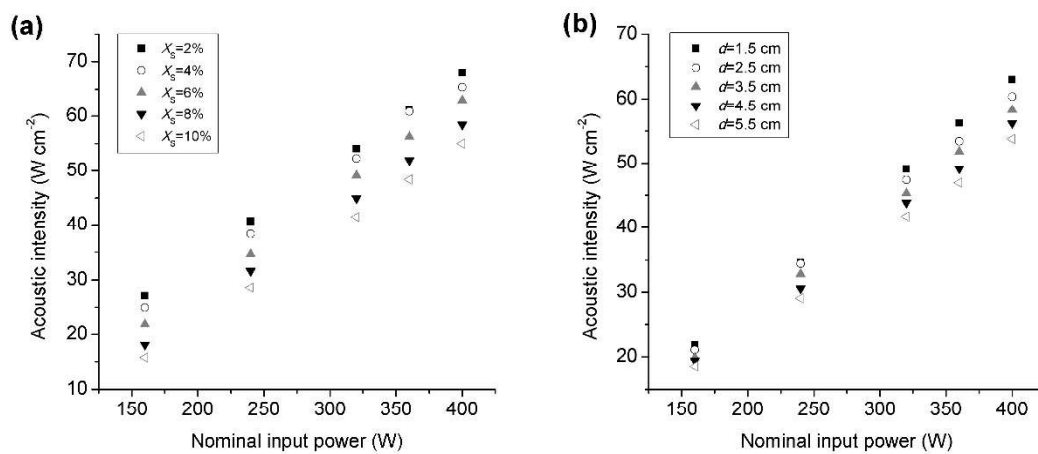 (a)
Xs=2%
Xs=4%
Xs=6%
Xs=8%
Xs=10%
70
60
50
40
30
20
10
150 200 250 300 350 400
Acoustic intensity (W cm⁻²)
Nominal input power (W)
(b)
d=1.5 cm
d=2.5 cm
d=3.5 cm
d=4.5 cm
d=5.5 cm
70
60
50
40
30
20
150 200 250 300 350 400
Acoustic intensity (W cm⁻²)
Nominal input power (W)